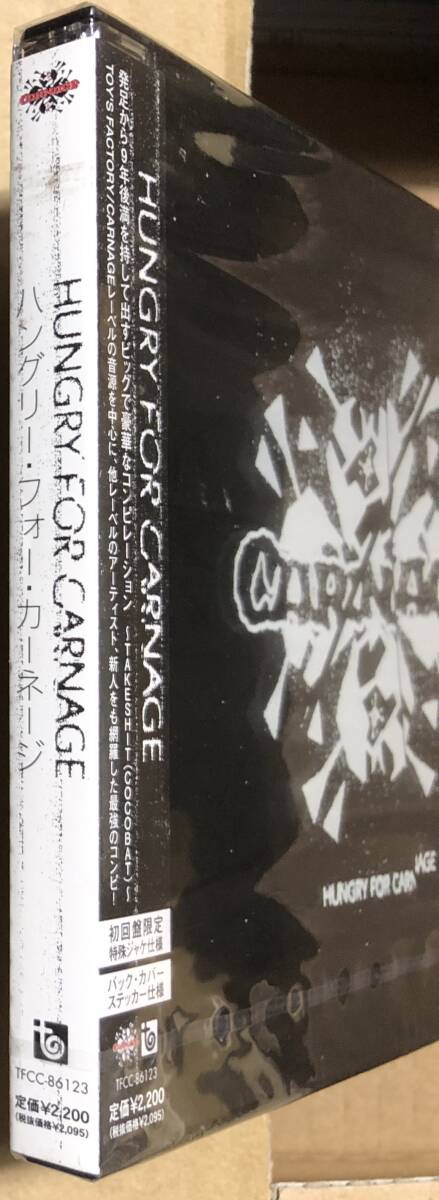 CARNAGE
HUNGRY FOR CARNAGE
ハングリー・フォー・カーネージ
TFCC-86123
定価¥2,200
(税抜価格¥2,095)
HUNGRY FOR CARNAGE
発足から9年後満を持して出すビッグで豪華なコンピレーション 〜TAKESHIT(COCOBAT)〜
TOY'S FACTORY/CARNAGEレーベルの音源を中心に、他レーベルのアーティスト、新人をも網羅した最強のコンピ!
初回盤限定
特殊ジャケ仕様
バック・カバー
ステッカー仕様
TFCC-86123
定価¥2,200
(税抜価格¥2,095)
HUNGRY FOR CARNAGE